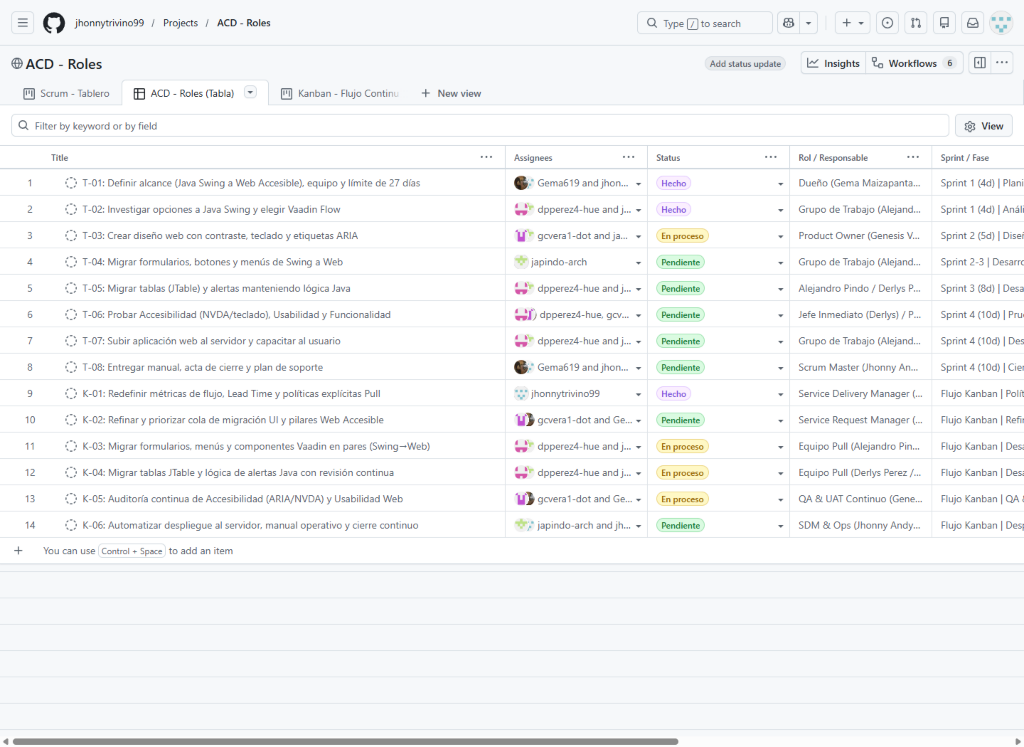 jhonnytrivino99 / Projects / ACD - Roles
Type / to search
ACD - Roles
Add status update
Insights
Workflows 6
Scrum - Tablero
ACD - Roles (Tabla)
Kanban - Flujo Continu
+ New view
Filter by keyword or by field
View
Title Assignees Status Rol / Responsable Sprint / Fase
1 T-01: Definir alcance (Java Swing a Web Accesible), equipo y límite de 27 días Gema619 and jhon... Hecho Dueño (Gema Maizapanta... Sprint 1 (4d) | Plani
2 T-02: Investigar opciones a Java Swing y elegir Vaadin Flow dpperez4-hue and j... Hecho Grupo de Trabajo (Alejand... Sprint 1 (4d) | Análi
3 T-03: Crear diseño web con contraste, teclado y etiquetas ARIA gcvera1-dot and ja... En proceso Product Owner (Genesis V... Sprint 2 (5d) | Diseñ
4 T-04: Migrar formularios, botones y menús de Swing a Web japindo-arch Pendiente Grupo de Trabajo (Alejand... Sprint 2-3 | Desarro
5 T-05: Migrar tablas (JTable) y alertas manteniendo lógica Java dpperez4-hue and j... Pendiente Alejandro Pindo / Derlys P... Sprint 3 (8d) | Desa
6 T-06: Probar Accesibilidad (NVDA/teclado), Usabilidad y Funcionalidad dpperez4-hue, gcv... Pendiente Jefe Inmediato (Derlys) / P... Sprint 4 (10d) | Pru
7 T-07: Subir aplicación web al servidor y capacitar al usuario dpperez4-hue and j... Pendiente Grupo de Trabajo (Alejand... Sprint 4 (10d) | Des
8 T-08: Entregar manual, acta de cierre y plan de soporte Gema619 and jhon... Pendiente Scrum Master (Jhonny An... Sprint 4 (10d) | Cier
9 K-01: Redefinir métricas de flujo, Lead Time y políticas explícitas Pull jhonnytrivino99 Hecho Service Delivery Manager (... Flujo Kanban | Polít
10 K-02: Refinar y priorizar cola de migración UI y pilares Web Accesible gcvera1-dot and Ge... Pendiente Service Request Manager (... Flujo Kanban | Refin
11 K-03: Migrar formularios, menús y componentes Vaadin en pares (Swing→Web) dpperez4-hue and j... En proceso Equipo Pull (Alejandro Pin... Flujo Kanban | Desa
12 K-04: Migrar tablas JTable y lógica de alertas Java con revisión continua dpperez4-hue and j... En proceso Equipo Pull (Derlys Perez /... Flujo Kanban | Desa
13 K-05: Auditoría continua de Accesibilidad (ARIA/NVDA) y Usabilidad Web gcvera1-dot and Ge... En proceso QA & UAT Continuo (Gene... Flujo Kanban | QA &
14 K-06: Automatizar despliegue al servidor, manual operativo y cierre continuo japindo-arch and jh... Pendiente SDM & Ops (Jhonny Andy... Flujo Kanban | Desp
+ You can use Control + Space to add an item